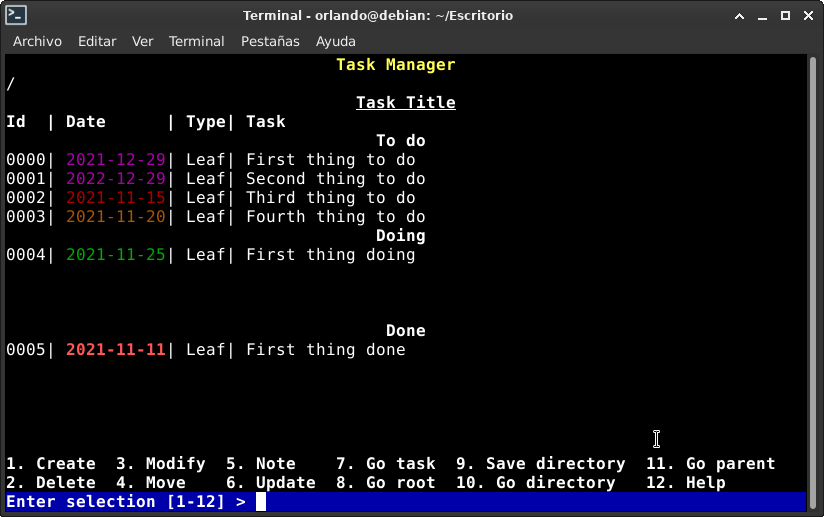 Terminal - orlando@debian: ~/Escritorio
Archivo Editar Ver Terminal Pestañas Ayuda
Task Manager
/
Task Title
Id | Date | Type| Task
To do
0000| 2021-12-29| Leaf| First thing to do
0001| 2022-12-29| Leaf| Second thing to do
0002| 2021-11-15| Leaf| Third thing to do
0003| 2021-11-20| Leaf| Fourth thing to do
Doing
0004| 2021-11-25| Leaf| First thing doing
Done
0005| 2021-11-11| Leaf| First thing done
1. Create 3. Modify 5. Note 7. Go task 9. Save directory 11. Go parent
2. Delete 4. Move 6. Update 8. Go root 10. Go directory 12. Help
Enter selection [1-12] >